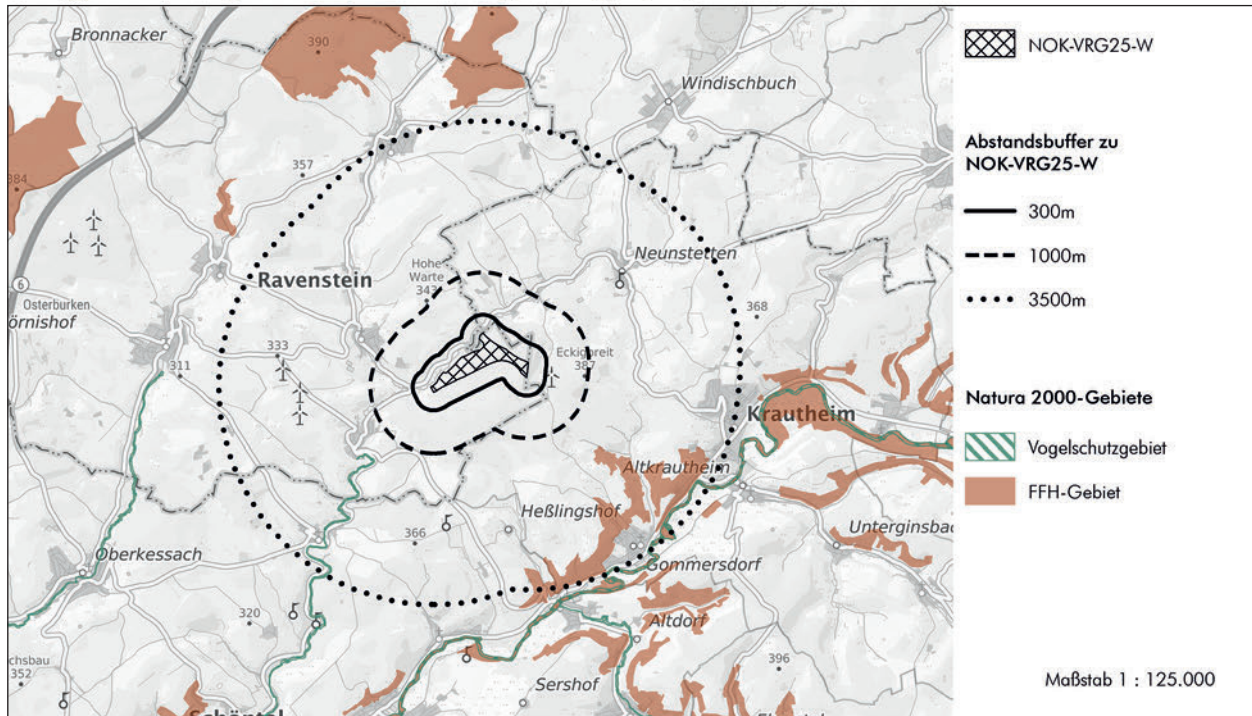 Bronnacker
390
Windischbuch
384
357
Neunstetten
Ravenstein
Hohe
Warte
343
6
Osterburken
örnishof
368
333
311
Eckigbreit
387
Krautheim
Altkrautheim
Heßlingshof
366
Unterginsba
Oberkessach
Gommersdorf
320
Altdorf
chsbau
352
396
Sershof
NOK-VRG25-W
Abstandsbuffer zu
NOK-VRG25-W
300m
1000m
3500m
Natura 2000-Gebiete
Vogelschutzgebiet
FFH-Gebiet
Maßstab 1 : 125.000